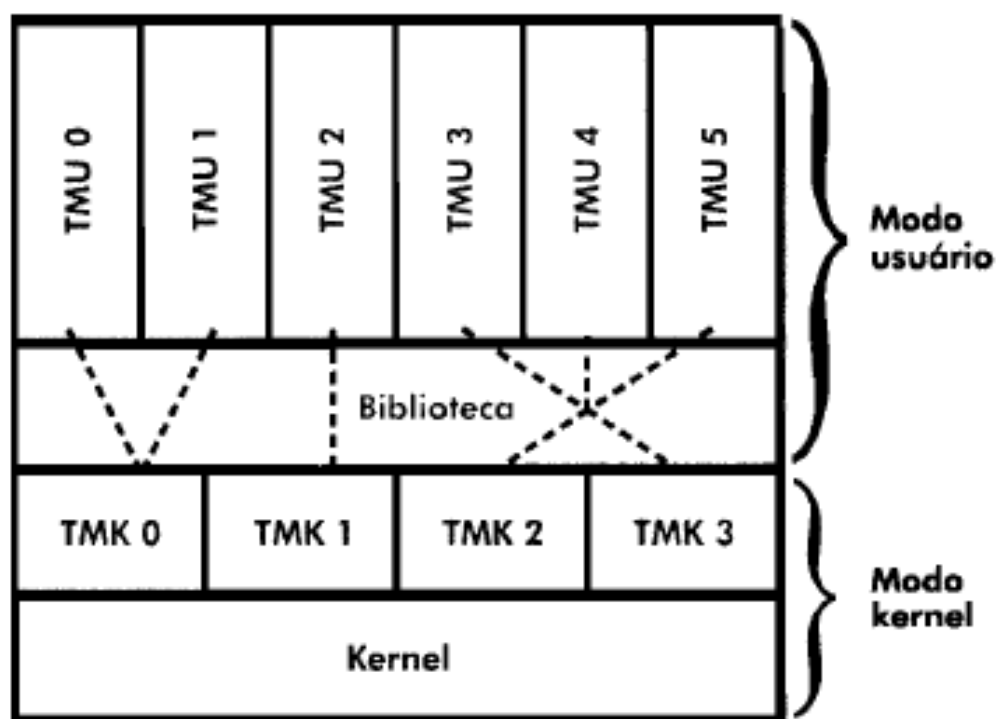 TMU 0
TMU 1
TMU 2
TMU 3
TMU 4
TMU 5
Modo
usuário
Biblioteca
TMK 0
TMK 1
TMK 2
TMK 3
Modo
kernel
Kernel